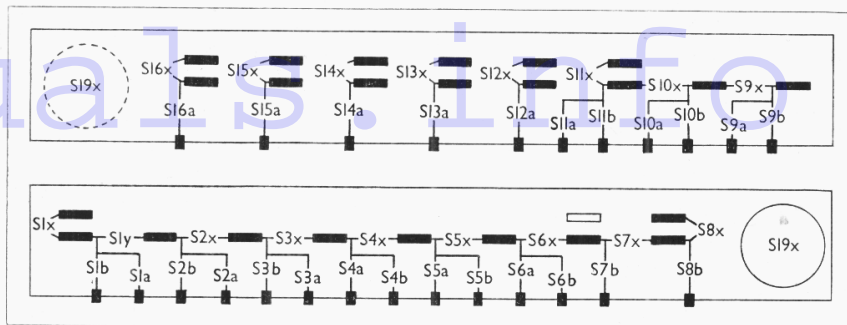 S19x S16x S15x S14x S13x S12x S11x S10x S9x
S16a S15a S14a S13a S12a S11a S11b S10a S10b S9a S9b
S1x S1y S2x S3x S4x S5x S6x S7x S8x S19x
S1b S1a S2b S2a S3b S3a S4a S4b S5a S5b S6a S6b S7b S8b
uals.info